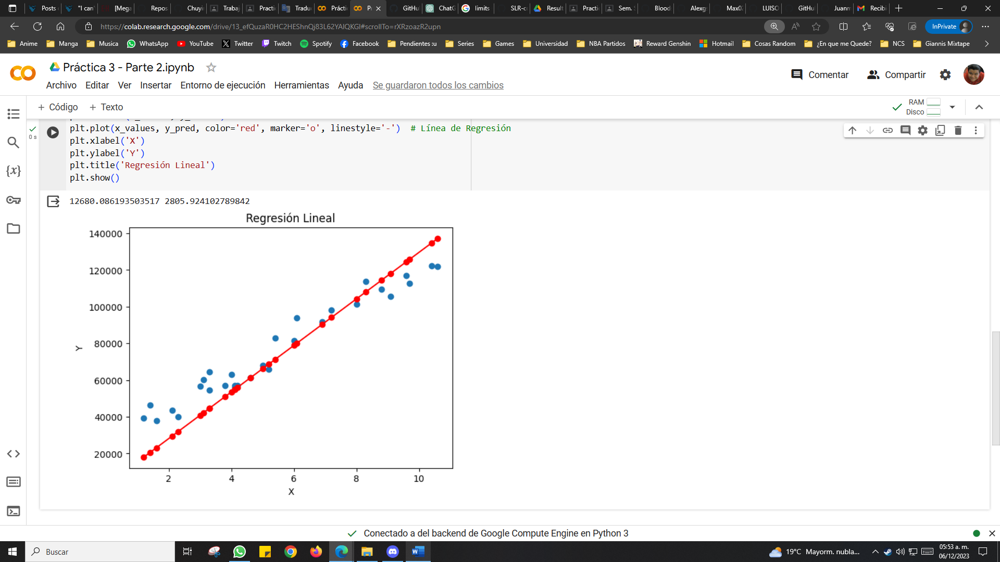 Posts
"I can'
[Mega
Repos
Chuyi
Trabaj
Practi
Tradu
Práctic
P
GitHu
ChatG
limits
SLR-c
Result
Practi
Sem.
Blood
Alexg
Max0
LUISO
GitHu
Juanm
Recibi
https://colab.research.google.com/drive/13_efQuzaR0HC2HEShnQj83L62YAIQKGl#scrollTo=rXRzoazR2upn
InPrivate
Anime Manga Musica WhatsApp YouTube Twitter Twitch Spotify Facebook Pendientes :u Series Games Universidad NBA Partidos Reward Genshin Hotmail Cosas Random ¿En que me Quede? NCS Giannis Mixtape
Práctica 3 - Parte 2.ipynb
Archivo Editar Ver Insertar Entorno de ejecución Herramientas Ayuda Se guardaron todos los cambios
Comentar Compartir
+ Código + Texto
RAM
Disco
0 s
plt.plot(x_values, y_pred, color='red', marker='o', linestyle='-')  # Línea de Regresión
plt.xlabel('X')
plt.ylabel('Y')
plt.title('Regresión Lineal')
plt.show()
12680.086193503517 2805.924102789842
Regresión Lineal
140000
120000
100000
80000
60000
40000
20000
Y
2 4 6 8 10
X
Conectado a del backend de Google Compute Engine en Python 3
Buscar
19°C Mayorm. nubla...
05:53 a. m.
06/12/2023